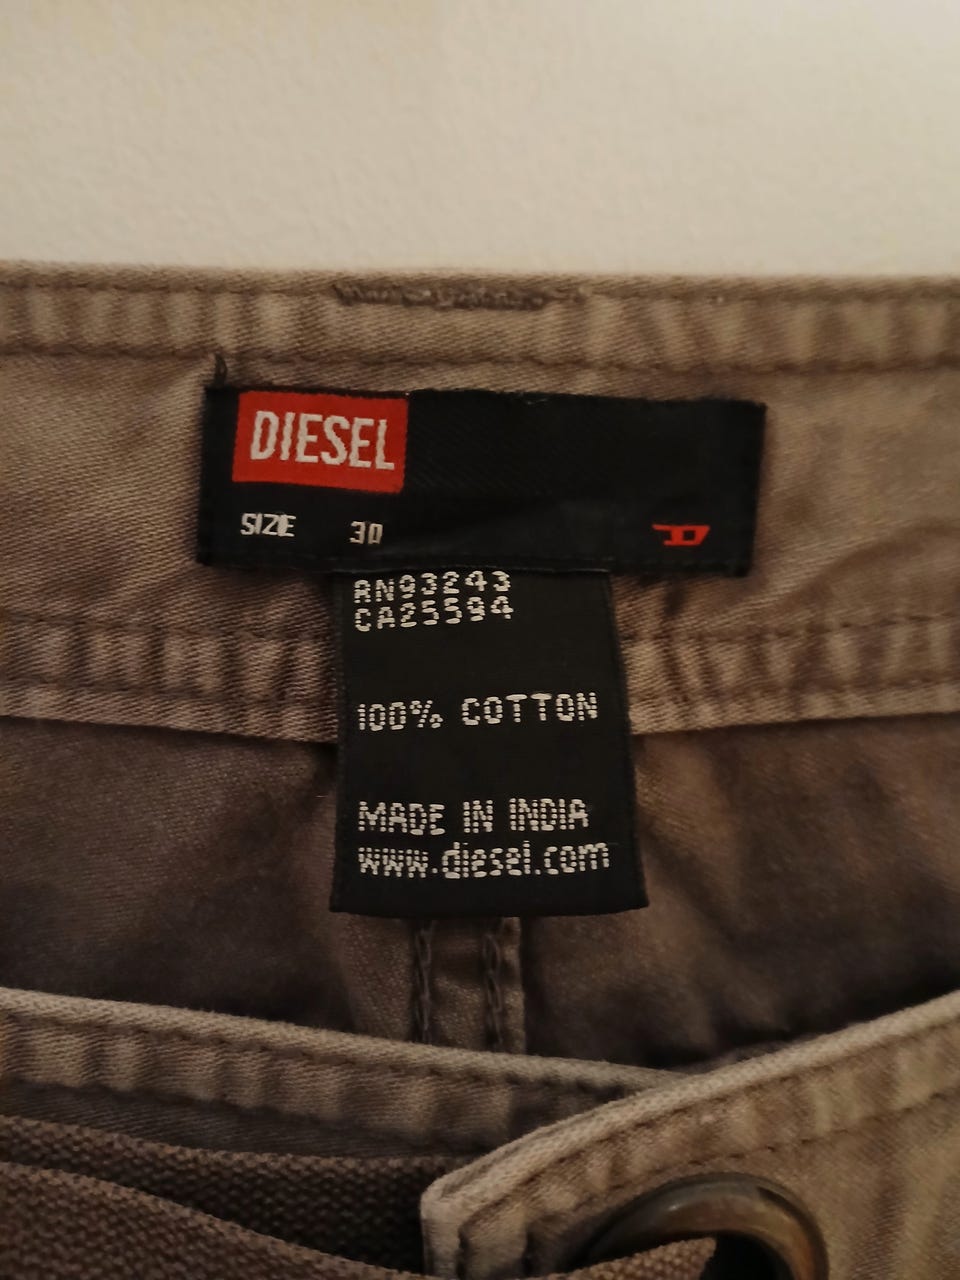 DIESEL
SIZE 30
RN93243
CA25594
100% COTTON
MADE IN INDIA
www.diesel.com